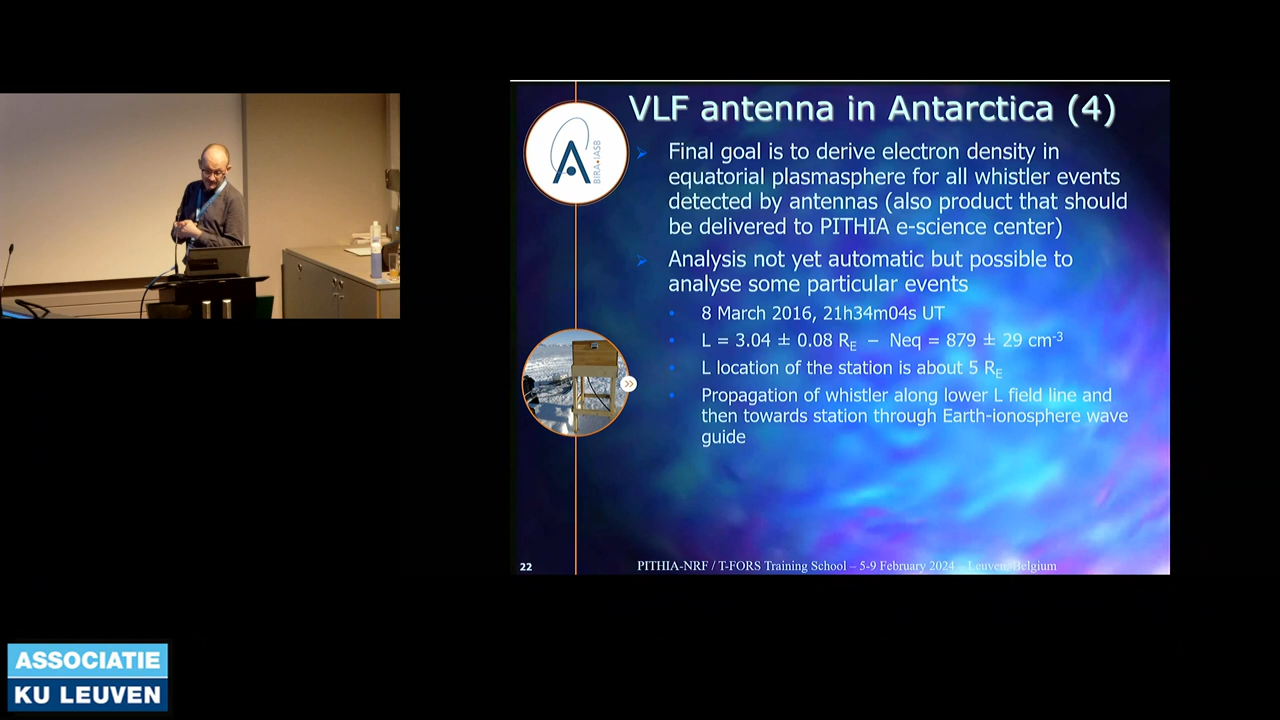 VLF antenna in Antarctica (4)
BIRA•IASB
Final goal is to derive electron density in
equatorial plasmasphere for all whistler events
detected by antennas (also product that should
be delivered to PITHIA e-science center)
Analysis not yet automatic but possible to
analyse some particular events
8 March 2016, 21h34m04s UT
L = 3.04 ± 0.08 R_E – Neq = 879 ± 29 cm⁻³
L location of the station is about 5 R_E
Propagation of whistler along lower L field line and
then towards station through Earth-ionosphere wave
guide
22
PITHIA-NRF / T-FORS Training School – 5-9 February 2024 – Leuven, Belgium
ASSOCIATIE
KU LEUVEN